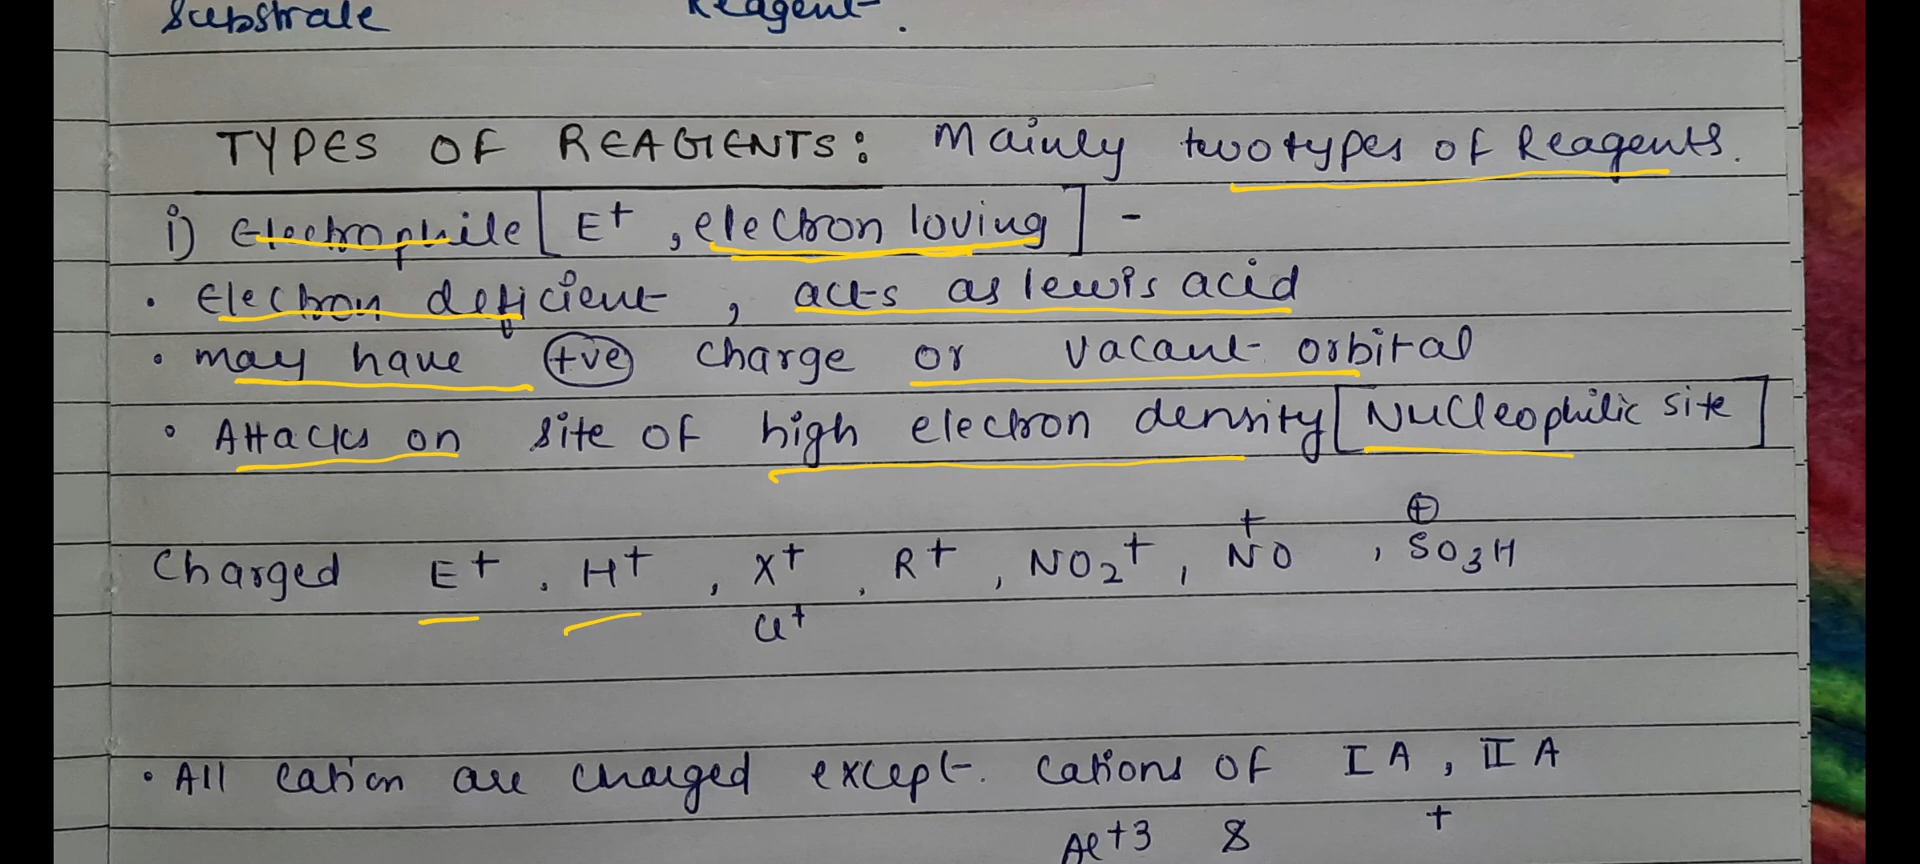 Substrate Reagent.
TYPES OF REAGENTS: Mainly two types of Reagents.
i) Electrophile [E+, electron loving] -
• Electron deficient, acts as lewis acid
• may have +ve charge or vacant orbital
• Attacks on site of high electron density [Nucleophilic site]
Charged E+, H+, X+, R+, NO2+, N+O, S⊕O3H
Cl+
• All cation are charged except. cations of IA, IIA
Al+3 8 +